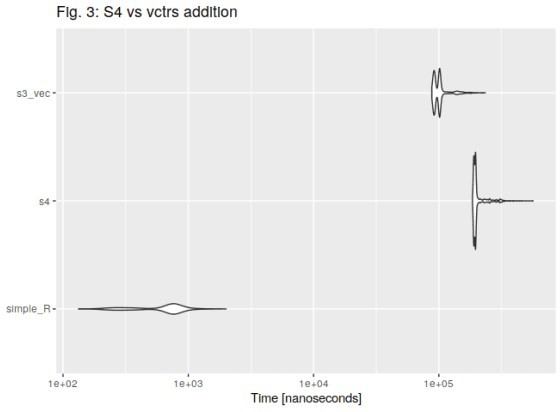 Fig. 3: S4 vs vctrs addition
s3_vec
s4
simple_R
1e+02 1e+03 1e+04 1e+05
Time [nanoseconds]